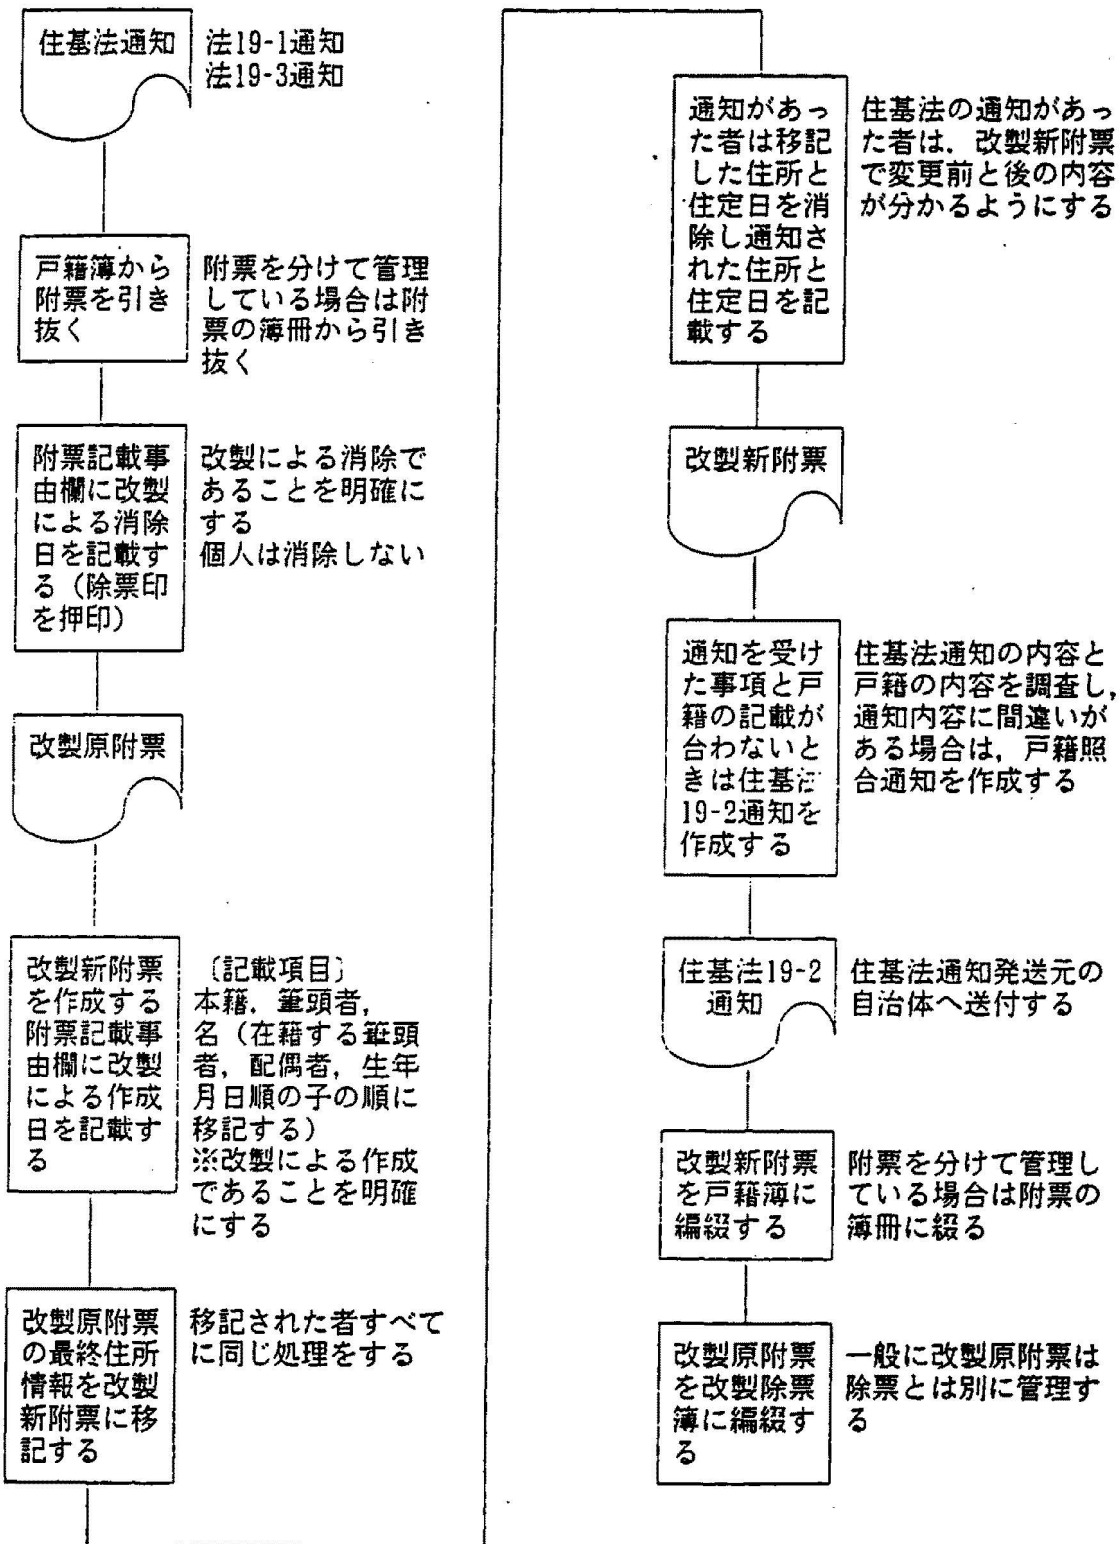 住基法通知
法19-1通知
法19-3通知
戸籍簿から
附票を引き
抜く
附票を分けて管理
している場合は附
票の簿冊から引き
抜く
附票記載事
由欄に改製
による消除
日を記載す
る（除票印
を押印）
改製による消除で
あることを明確に
する
個人は消除しない
改製原附票
改製新附票
を作成する
附票記載事
由欄に改製
による作成
日を記載す
る
〔記載項目〕
本籍，筆頭者，
名（在籍する筆頭
者，配偶者，生年
月日順の子の順に
移記する）
※改製による作成
であることを明確
にする
改製原附票
の最終住所
情報を改製
新附票に移
記する
移記された者すべて
に同じ処理をする
通知があっ
た者は移記
した住所と
住定日を消
除し通知さ
れた住所と
住定日を記
載する
住基法の通知があっ
た者は，改製新附票
で変更前と後の内容
が分かるようにする
改製新附票
通知を受け
た事項と戸
籍の記載が
合わないと
きは住基法
19-2通知を
作成する
住基法通知の内容と
戸籍の内容を調査し，
通知内容に間違いが
ある場合は，戸籍照
合通知を作成する
住基法19-2
通知
住基法通知発送元の
自治体へ送付する
改製新附票
を戸籍簿に
編綴する
附票を分けて管理し
ている場合は附票の
簿冊に綴る
改製原附票
を改製除票
簿に編綴す
る
一般に改製原附票は
除票とは別に管理す
る